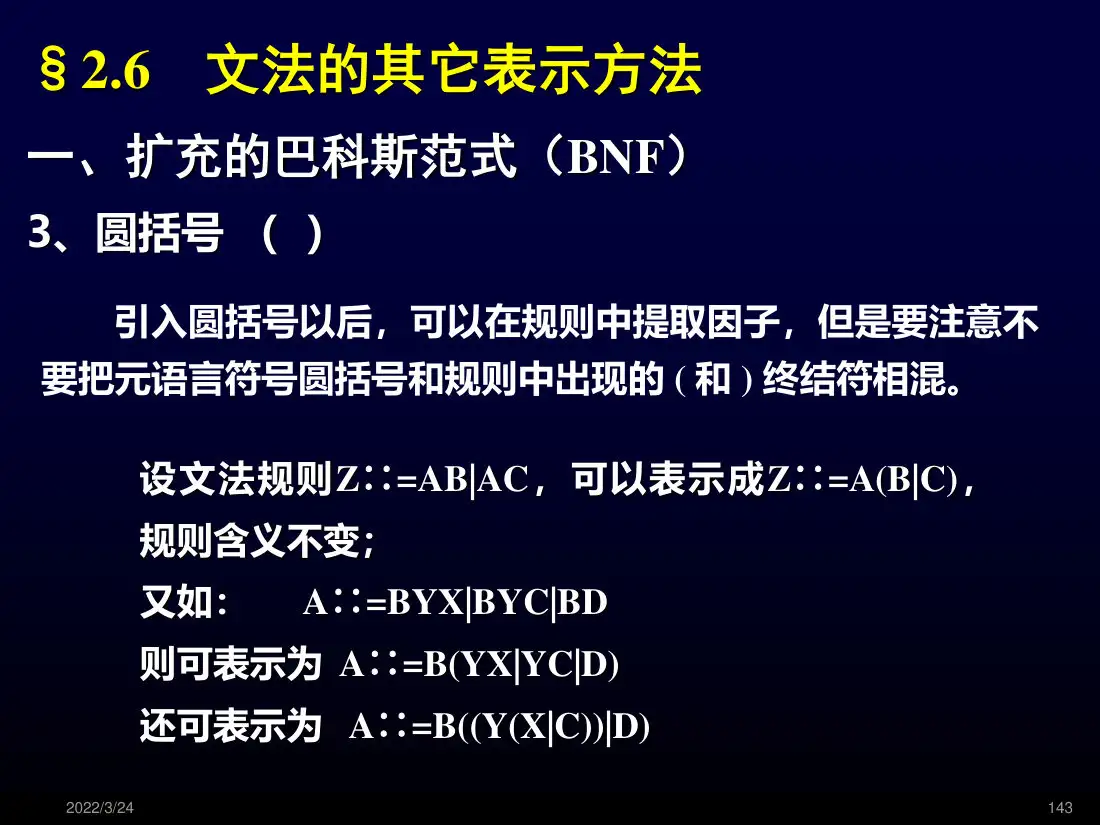 §2.6 文法的其它表示方法
一、扩充的巴科斯范式（BNF）
3、圆括号 （ ）
引入圆括号以后，可以在规则中提取因子，但是要注意不
要把元语言符号圆括号和规则中出现的 ( 和 ) 终结符相混。
设文法规则Z∷=AB|AC，可以表示成Z∷=A(B|C)，
规则含义不变；
又如： A∷=BYX|BYC|BD
则可表示为 A∷=B(YX|YC|D)
还可表示为 A∷=B((Y(X|C))|D)
2022/3/24
143